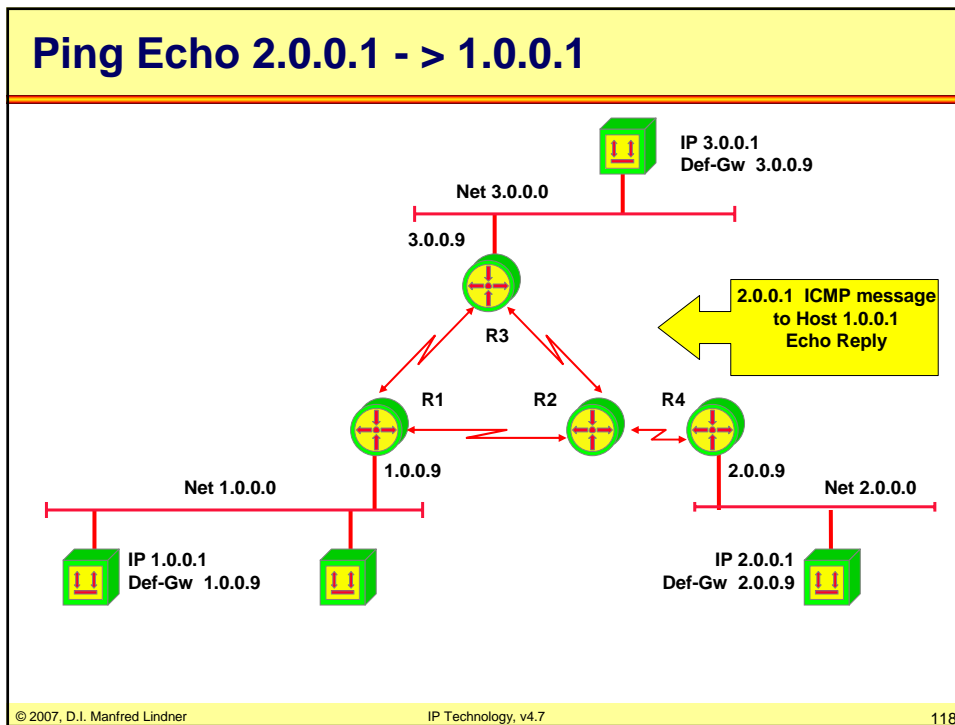 Ping Echo 2.0.0.1 - > 1.0.0.1
IP 3.0.0.1
Def-Gw 3.0.0.9
Net 3.0.0.0
3.0.0.9
R3
2.0.0.1 ICMP message
to Host 1.0.0.1
Echo Reply
R1
R2
R4
1.0.0.9
2.0.0.9
Net 1.0.0.0
Net 2.0.0.0
IP 1.0.0.1
Def-Gw 1.0.0.9
IP 2.0.0.1
Def-Gw 2.0.0.9
© 2007, D.I. Manfred Lindner
IP Technology, v4.7
118